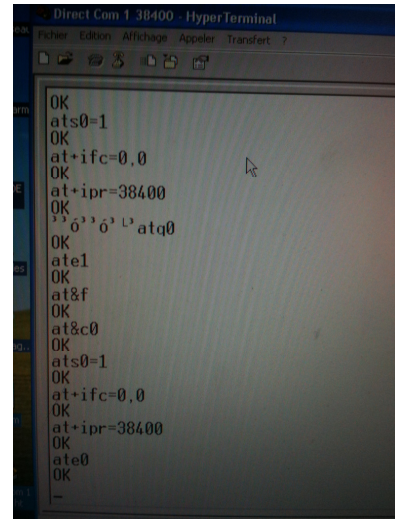 Direct Com 1 38400 - HyperTerminal
Fichier Edition Affichage Appeler Transfert ?
OK
ats0=1
OK
at+ifc=0,0
OK
at+ipr=38400
OK
³³ó³³ó³ └³atq0
OK
ate1
OK
at&f
OK
at&c0
OK
ats0=1
OK
at+ifc=0,0
OK
at+ipr=38400
OK
ate0
OK